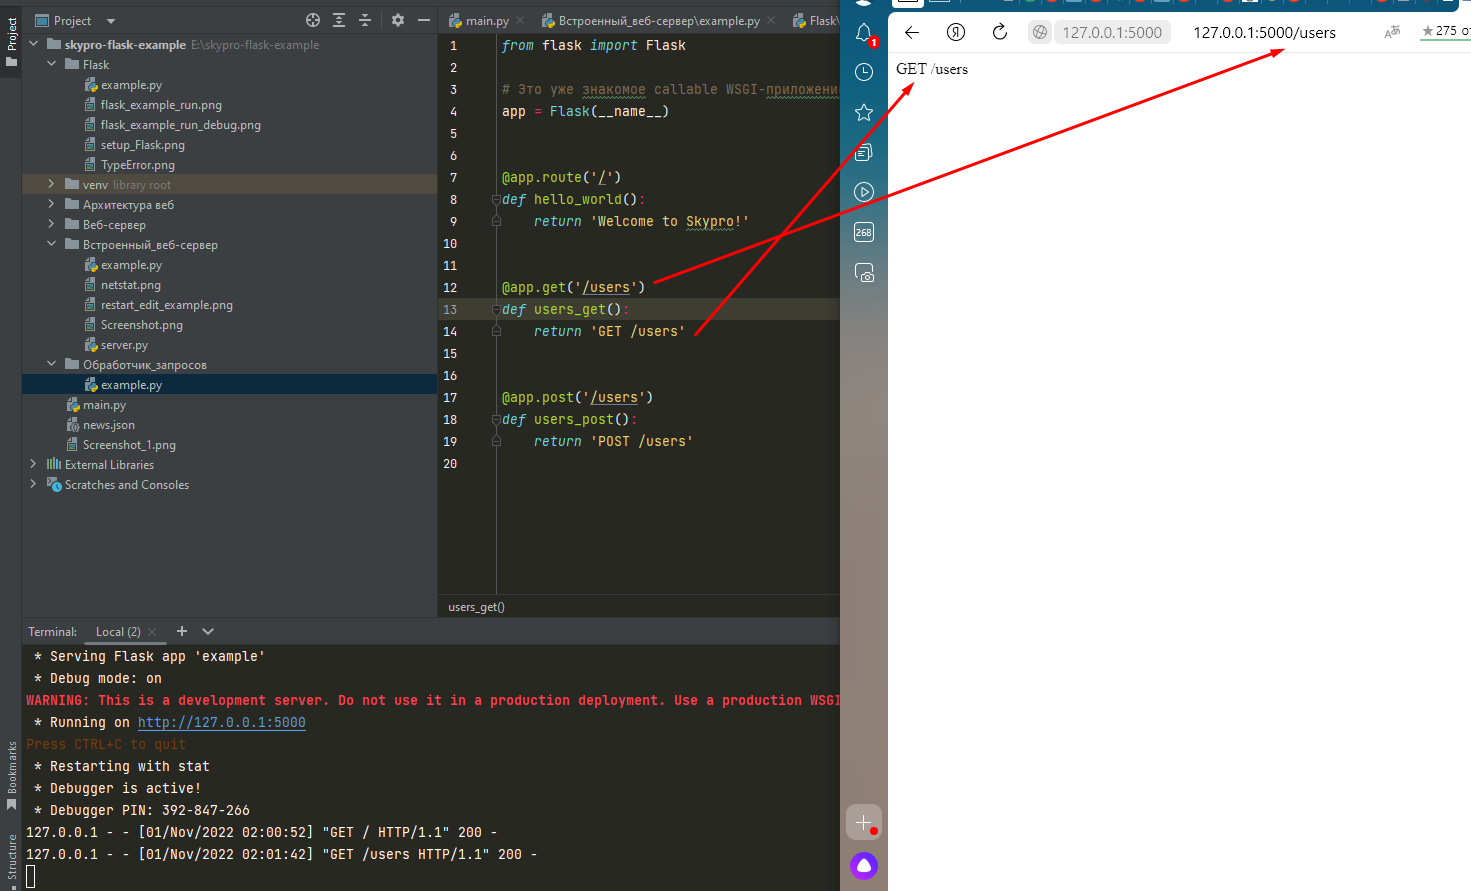 Project
Project
skypro-flask-example E:\skypro-flask-example
Flask
example.py
flask_example_run.png
flask_example_run_debug.png
setup_Flask.png
TypeError.png
venv library root
Архитектура веб
Веб-сервер
Встроенный_веб-сервер
example.py
netstat.png
restart_edit_example.png
Screenshot.png
server.py
Обработчик_запросов
example.py
main.py
news.json
Screenshot_1.png
External Libraries
Scratches and Consoles
main.py
Встроенный_веб-сервер\example.py
Flask\
1 from flask import Flask
2
3 # Это уже знакомое callable WSGI-приложени
4 app = Flask(__name__)
5
6
7 @app.route('/')
8 def hello_world():
9 return 'Welcome to Skypro!'
10
11
12 @app.get('/users')
13 def users_get():
14 return 'GET /users'
15
16
17 @app.post('/users')
18 def users_post():
19 return 'POST /users'
20
users_get()
Terminal: Local (2)
* Serving Flask app 'example'
* Debug mode: on
WARNING: This is a development server. Do not use it in a production deployment. Use a production WSGI
* Running on http://127.0.0.1:5000
Press CTRL+C to quit
* Restarting with stat
* Debugger is active!
* Debugger PIN: 392-847-266
127.0.0.1 - - [01/Nov/2022 02:00:52] "GET / HTTP/1.1" 200 -
127.0.0.1 - - [01/Nov/2022 02:01:42] "GET /users HTTP/1.1" 200 -
Bookmarks
Structure
1
268
Я
127.0.0.1:5000
127.0.0.1:5000/users
275 от
GET /users